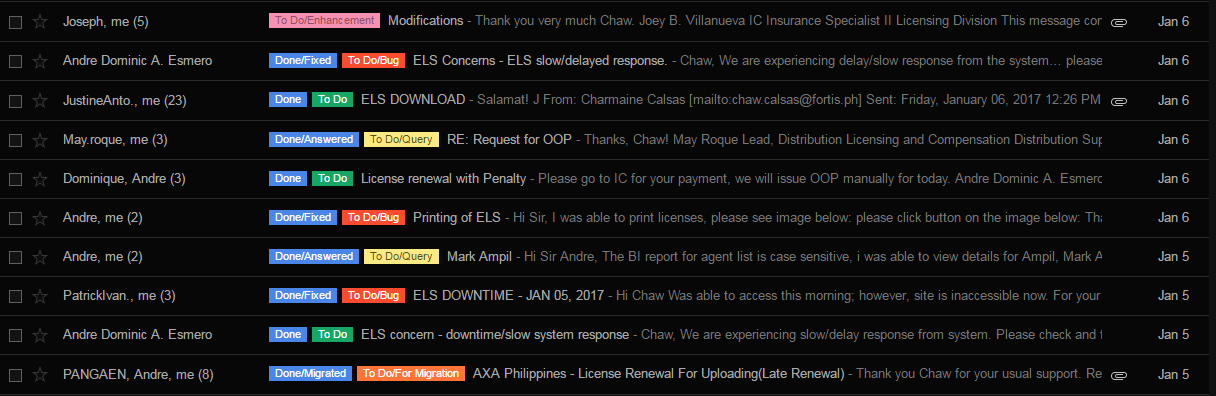 Joseph, me (5) To Do/Enhancement Modifications - Thank you very much Chaw. Joey B. Villanueva IC Insurance Specialist II Licensing Division This message con Jan 6
Andre Dominic A. Esmero Done/Fixed To Do/Bug ELS Concerns - ELS slow/delayed response. - Chaw, We are experiencing delay/slow response from the system… please Jan 6
JustineAnto., me (23) Done To Do ELS DOWNLOAD - Salamat! J From: Charmaine Calsas [mailto:chaw.calsas@fortis.ph] Sent: Friday, January 06, 2017 12:26 PM Jan 6
May.roque, me (3) Done/Answered To Do/Query RE: Request for OOP - Thanks, Chaw! May Roque Lead, Distribution Licensing and Compensation Distribution Sup Jan 6
Dominique, Andre (3) Done To Do License renewal with Penalty - Please go to IC for your payment, we will issue OOP manually for today. Andre Dominic A. Esmero Jan 6
Andre, me (2) Done/Fixed To Do/Bug Printing of ELS - Hi Sir, I was able to print licenses, please see image below: please click button on the image below: Tha Jan 6
Andre, me (2) Done/Answered To Do/Query Mark Ampil - Hi Sir Andre, The BI report for agent list is case sensitive, i was able to view details for Ampil, Mark A Jan 5
PatrickIvan., me (3) Done/Fixed To Do/Bug ELS DOWNTIME - JAN 05, 2017 - Hi Chaw Was able to access this morning; however, site is inaccessible now. For your Jan 5
Andre Dominic A. Esmero Done To Do ELS concern - downtime/slow system response - Chaw, We are experiencing slow/delay response from system. Please check and f Jan 5
PANGAEN, Andre, me (8) Done/Migrated To Do/For Migration AXA Philippines - License Renewal For Uploading(Late Renewal) - Thank you Chaw for your usual support. Re Jan 5